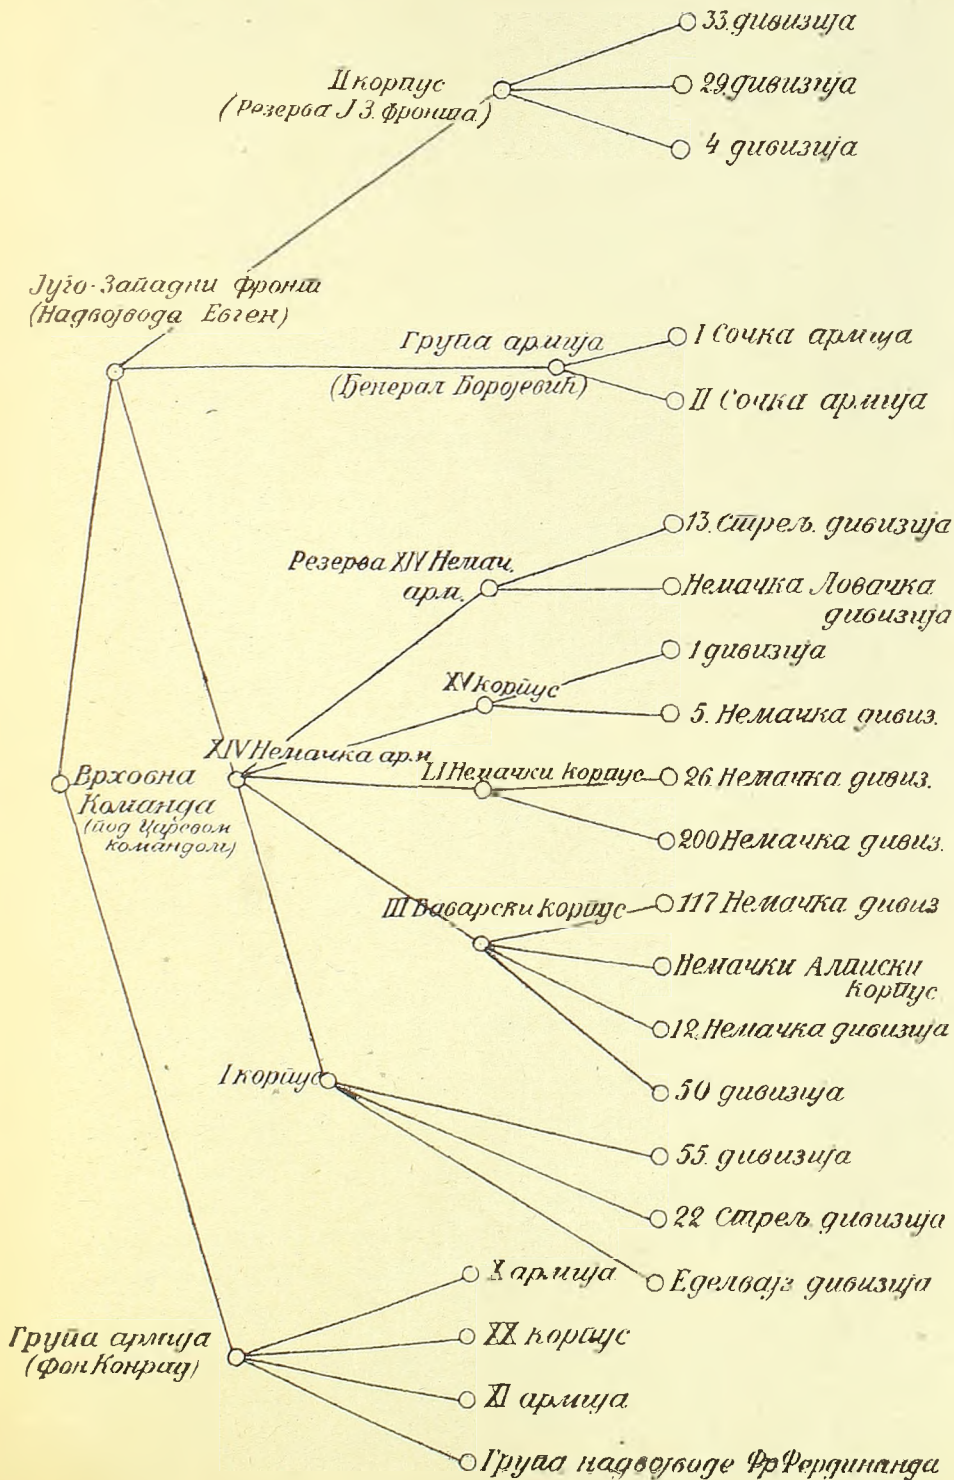 33. дивизија
II корпус
(Резерва Ј З. фронта)
29. дивизија
4 дивизија
Југо-Западни фронт
(Надвојвода Евген)
Група армија
(Ђенерал Боројевић)
I Сочка армија
II Сочка армија
13. Стрељ. дивизија
Резерва XIV Немач.
арм.
Немачка Ловачка
дивизија
1 дивизија
XV корпус
5. Немачка дивиз.
XIV Немачка арм
LI Немачки корпус
26 Немачка дивиз.
Врховна
Команда
(под Царевом
командом)
200 Немачка дивиз.
III Баварски корпус
117 Немачка дивиз
Немачки Алписки
корпус
12. Немачка дивизија
I корпус
50 дивизија
55. дивизија
22 Стрељ дивизија
X армија
Еделвајз дивизија
Група армија
(фон Конрад)
XX корпус
XI армија
Група надвојводе Фр Фердинанда